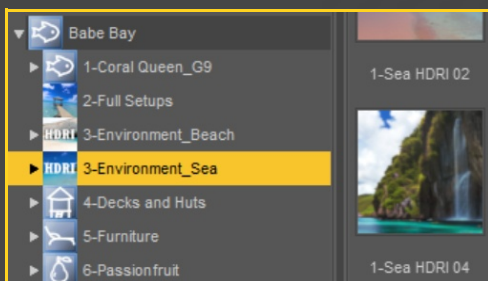 Babe Bay
1-Coral Queen_G9
2-Full Setups
HDRI 3-Environment_Beach
HDRI 3-Environment_Sea
4-Decks and Huts
5-Furniture
6-Passionfruit
1-Sea HDRI 02
1-Sea HDRI 04